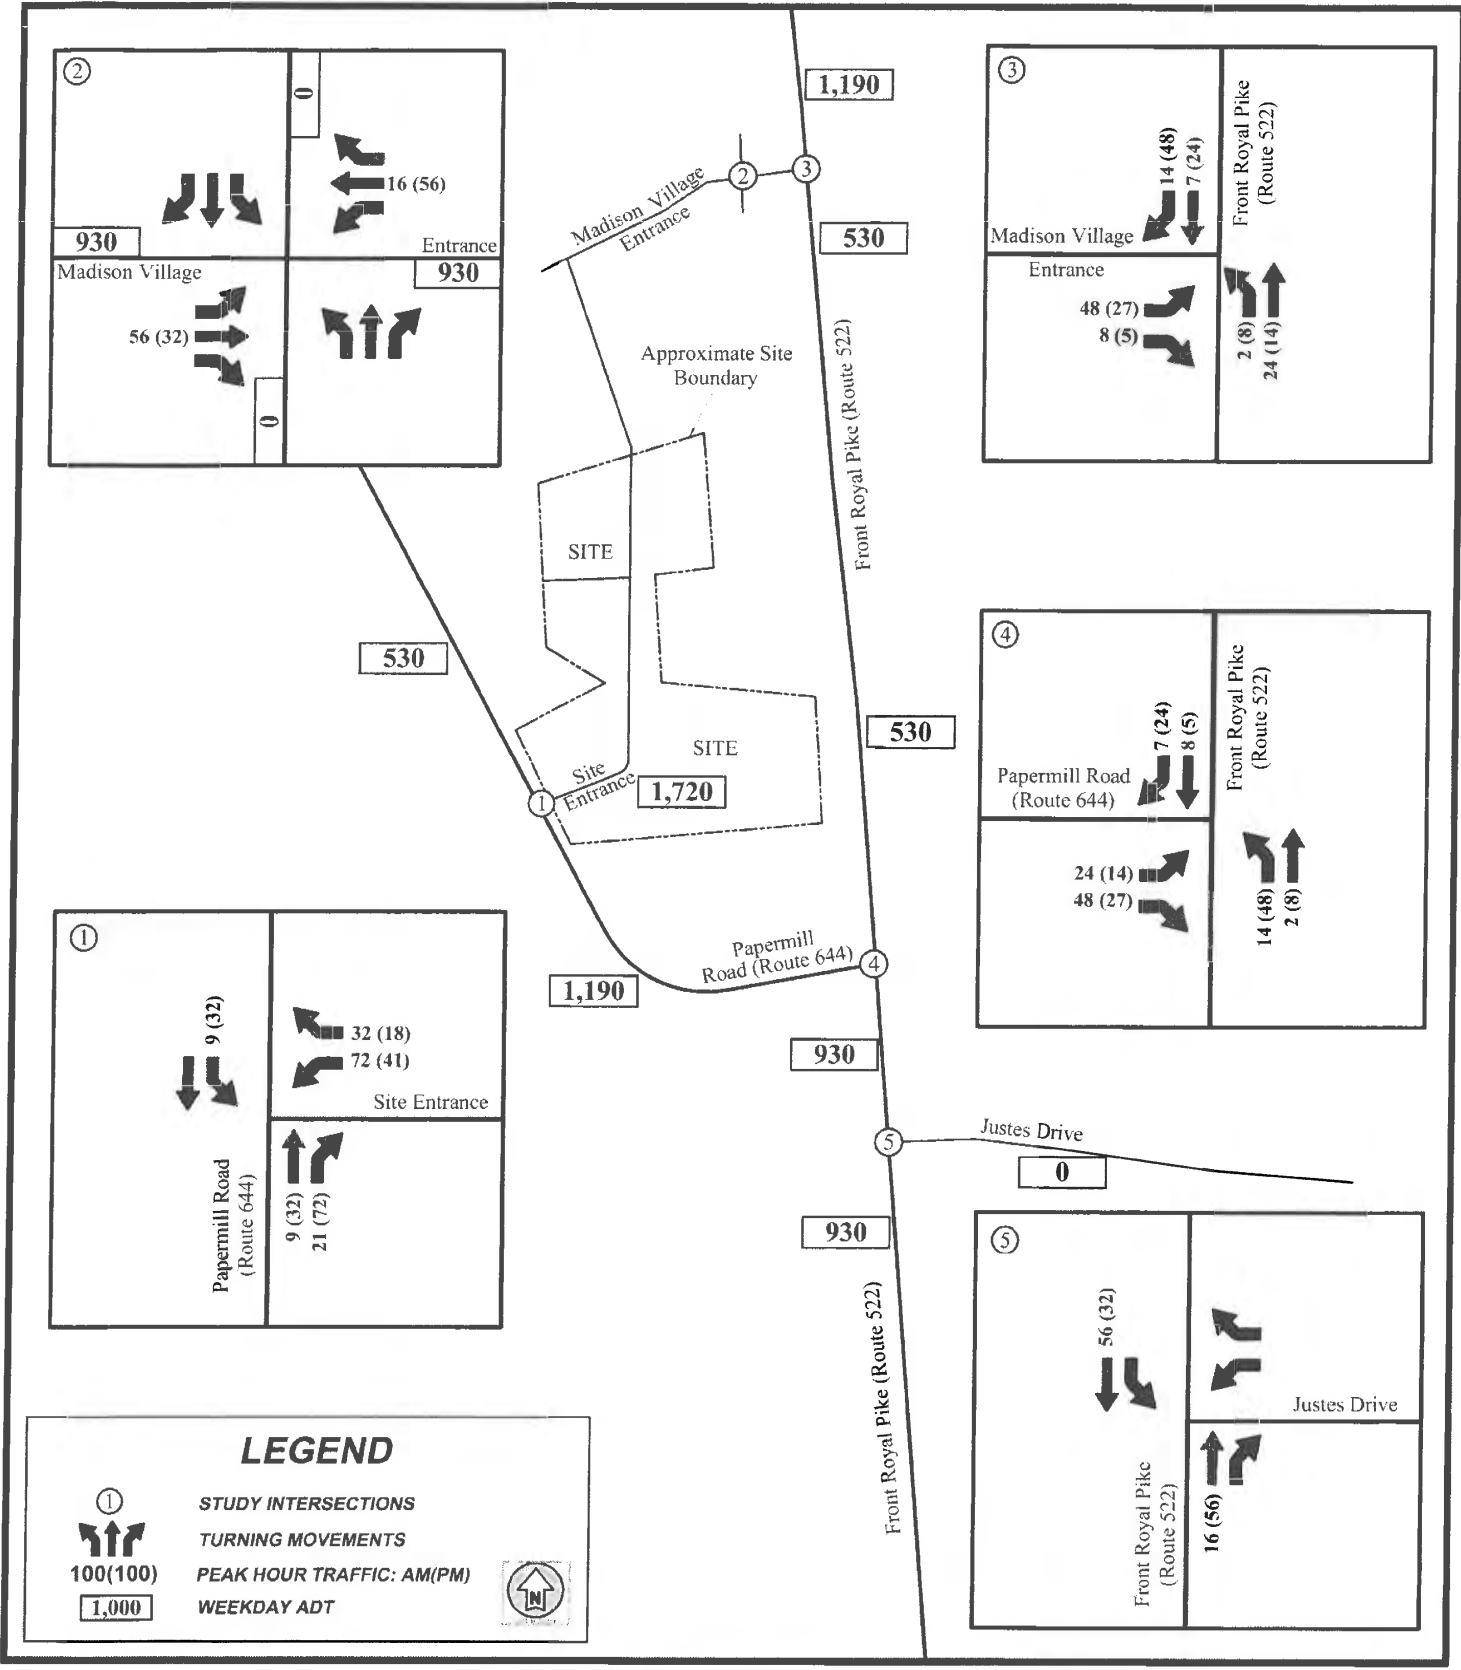 2
0
16 (56)
930
Entrance
Madison Village
930
56 (32)
0
1,190
2
3
Madison Village
Entrance
530
3
Front Royal Pike
(Route 522)
14 (48)
7 (24)
Madison Village
Entrance
48 (27)
8 (5)
2 (8)
24 (14)
Approximate Site
Boundary
Front Royal Pike (Route 522)
SITE
530
530
SITE
Site
Entrance
1,720
1
4
Front Royal Pike
(Route 522)
7 (24)
8 (5)
Papermill Road
(Route 644)
24 (14)
48 (27)
14 (48)
2 (8)
Papermill
Road (Route 644)
4
1,190
930
1
9 (32)
32 (18)
72 (41)
Site Entrance
Papermill Road
(Route 644)
9 (32)
21 (72)
5
Justes Drive
0
930
Front Royal Pike (Route 522)
5
56 (32)
Justes Drive
Front Royal Pike
(Route 522)
16 (56)
LEGEND
1
STUDY INTERSECTIONS
TURNING MOVEMENTS
100(100)
PEAK HOUR TRAFFIC: AM(PM)
1,000
WEEKDAY ADT
N